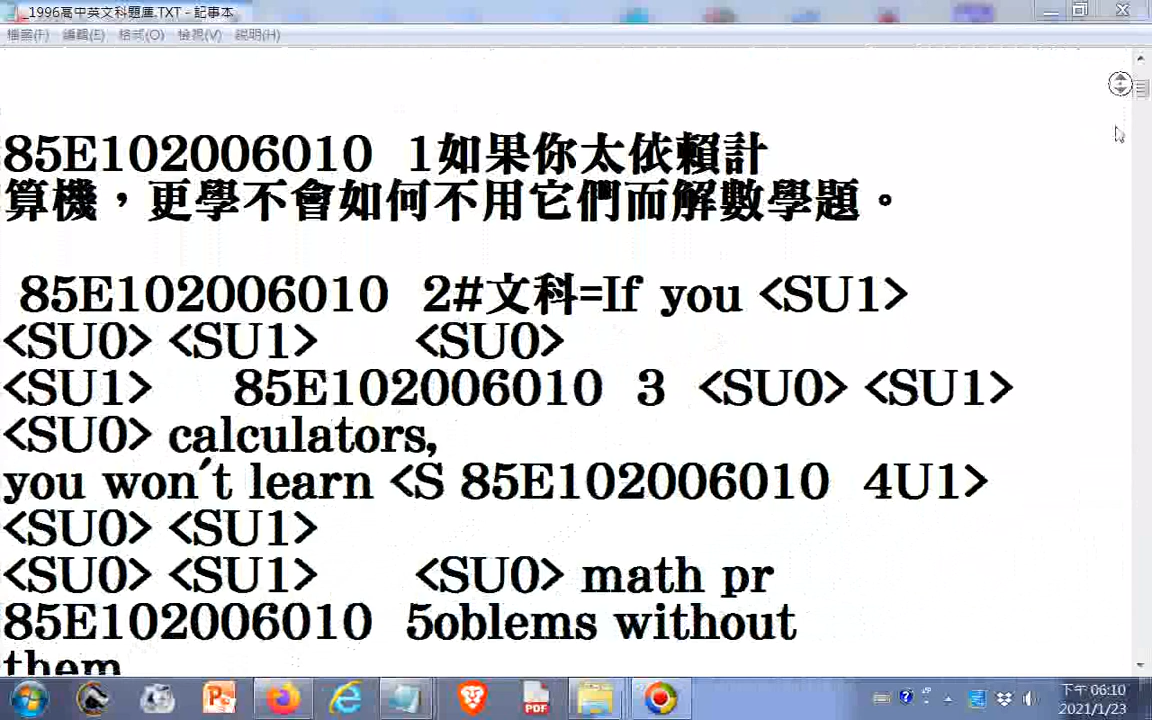 _1996高中英文科題庫.TXT - 記事本
檔案(F) 編輯(E) 格式(O) 檢視(V) 說明(H)
85E102006010 1如果你太依賴計
算機，更學不會如何不用它們而解數學題。
85E102006010 2#文科=If you <SU1>
<SU0> <SU1> <SU0>
<SU1> 85E102006010 3 <SU0> <SU1>
<SU0> calculators,
you won't learn <S 85E102006010 4U1>
<SU0> <SU1>
<SU0> <SU1> <SU0> math pr
85E102006010 5oblems without
them
PDF
下午 06:10
2021/1/23